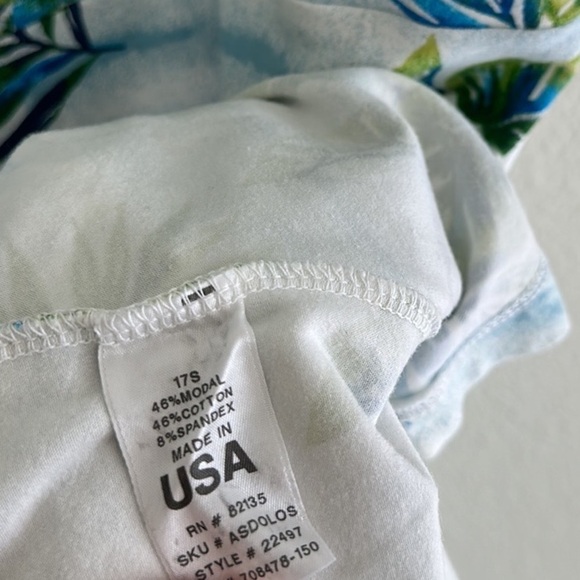 17S
46%MODAL
46%COTTON
8%SPANDEX
MADE IN
USA
RN # 82135
SKU # ASDOLOS
STYLE # 22497
708478-150